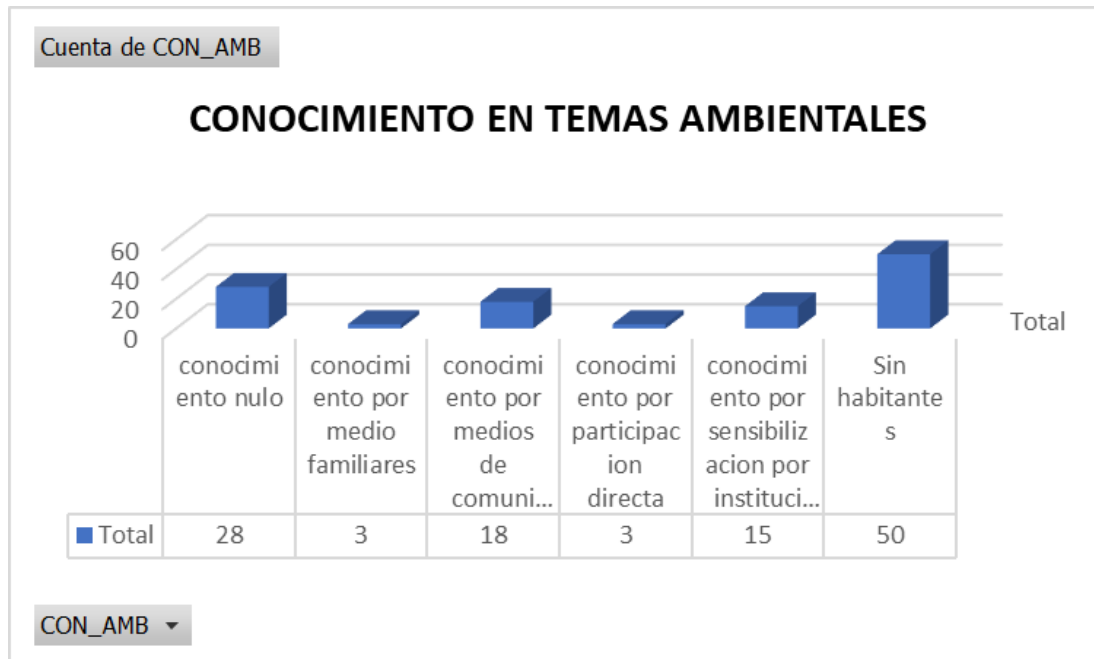 Cuenta de CON_AMB
CONOCIMIENTO EN TEMAS AMBIENTALES
60
40
20
0
Total
conocimi
ento nulo
conocimi
ento por
medio
familiares
conocimi
ento por
medios
de
comuni...
conocimi
ento por
participac
ion
directa
conocimi
ento por
sensibiliz
acion por
instituci...
Sin
habitante
s
Total 28 3 18 3 15 50
CON_AMB